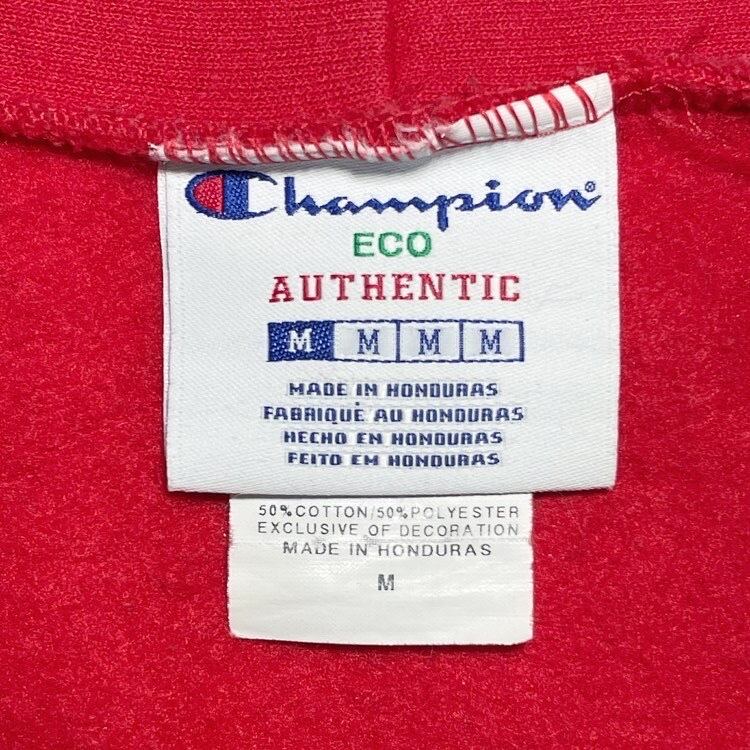 Champion®
ECO
AUTHENTIC
M M M M
MADE IN HONDURAS
FABRIQUÈ AU HONDURAS
HECHO EN HONDURAS
FEITO EM HONDURAS
50%COTTON/50%POLYESTER
EXCLUSIVE OF DECORATION
MADE IN HONDURAS
M